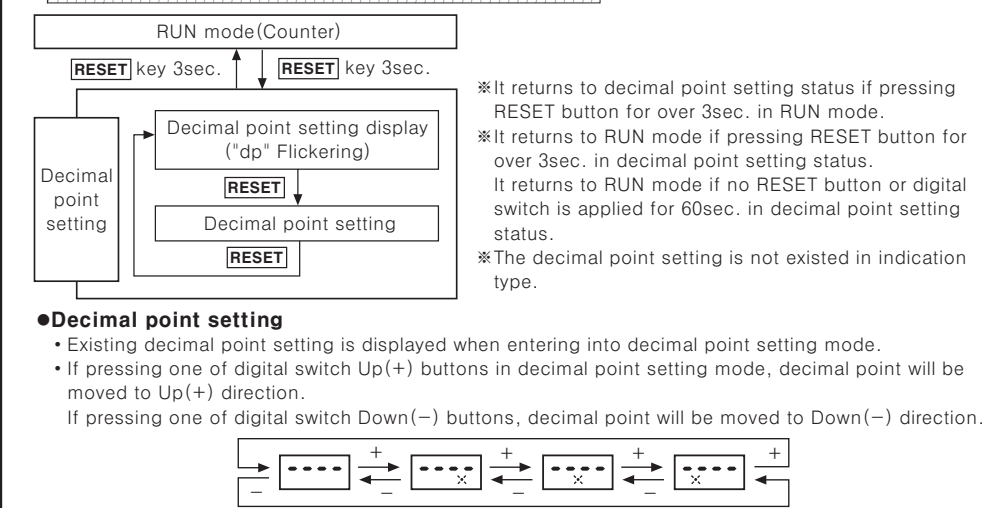 RUN mode(Counter)
RESET key 3sec.
RESET key 3sec.
Decimal
point
setting
Decimal point setting display
("dp" Flickering)
RESET
Decimal point setting
RESET
※It returns to decimal point setting status if pressing
RESET button for over 3sec. in RUN mode.
※It returns to RUN mode if pressing RESET button for
over 3sec. in decimal point setting status.
It returns to RUN mode if no RESET button or digital
switch is applied for 60sec. in decimal point setting
status.
※The decimal point setting is not existed in indication
type.
●Decimal point setting
•Existing decimal point setting is displayed when entering into decimal point setting mode.
•If pressing one of digital switch Up(+) buttons in decimal point setting mode, decimal point will be
moved to Up(+) direction.
If pressing one of digital switch Down(−) buttons, decimal point will be moved to Down(−) direction.
+ + + +
---- ---- ---- ----
− − − −